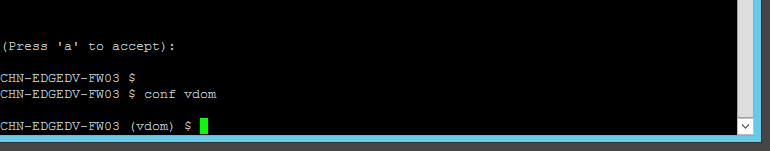 (Press 'a' to accept):
CHN-EDGEDV-FW03 $
CHN-EDGEDV-FW03 $ conf vdom
CHN-EDGEDV-FW03 (vdom) $